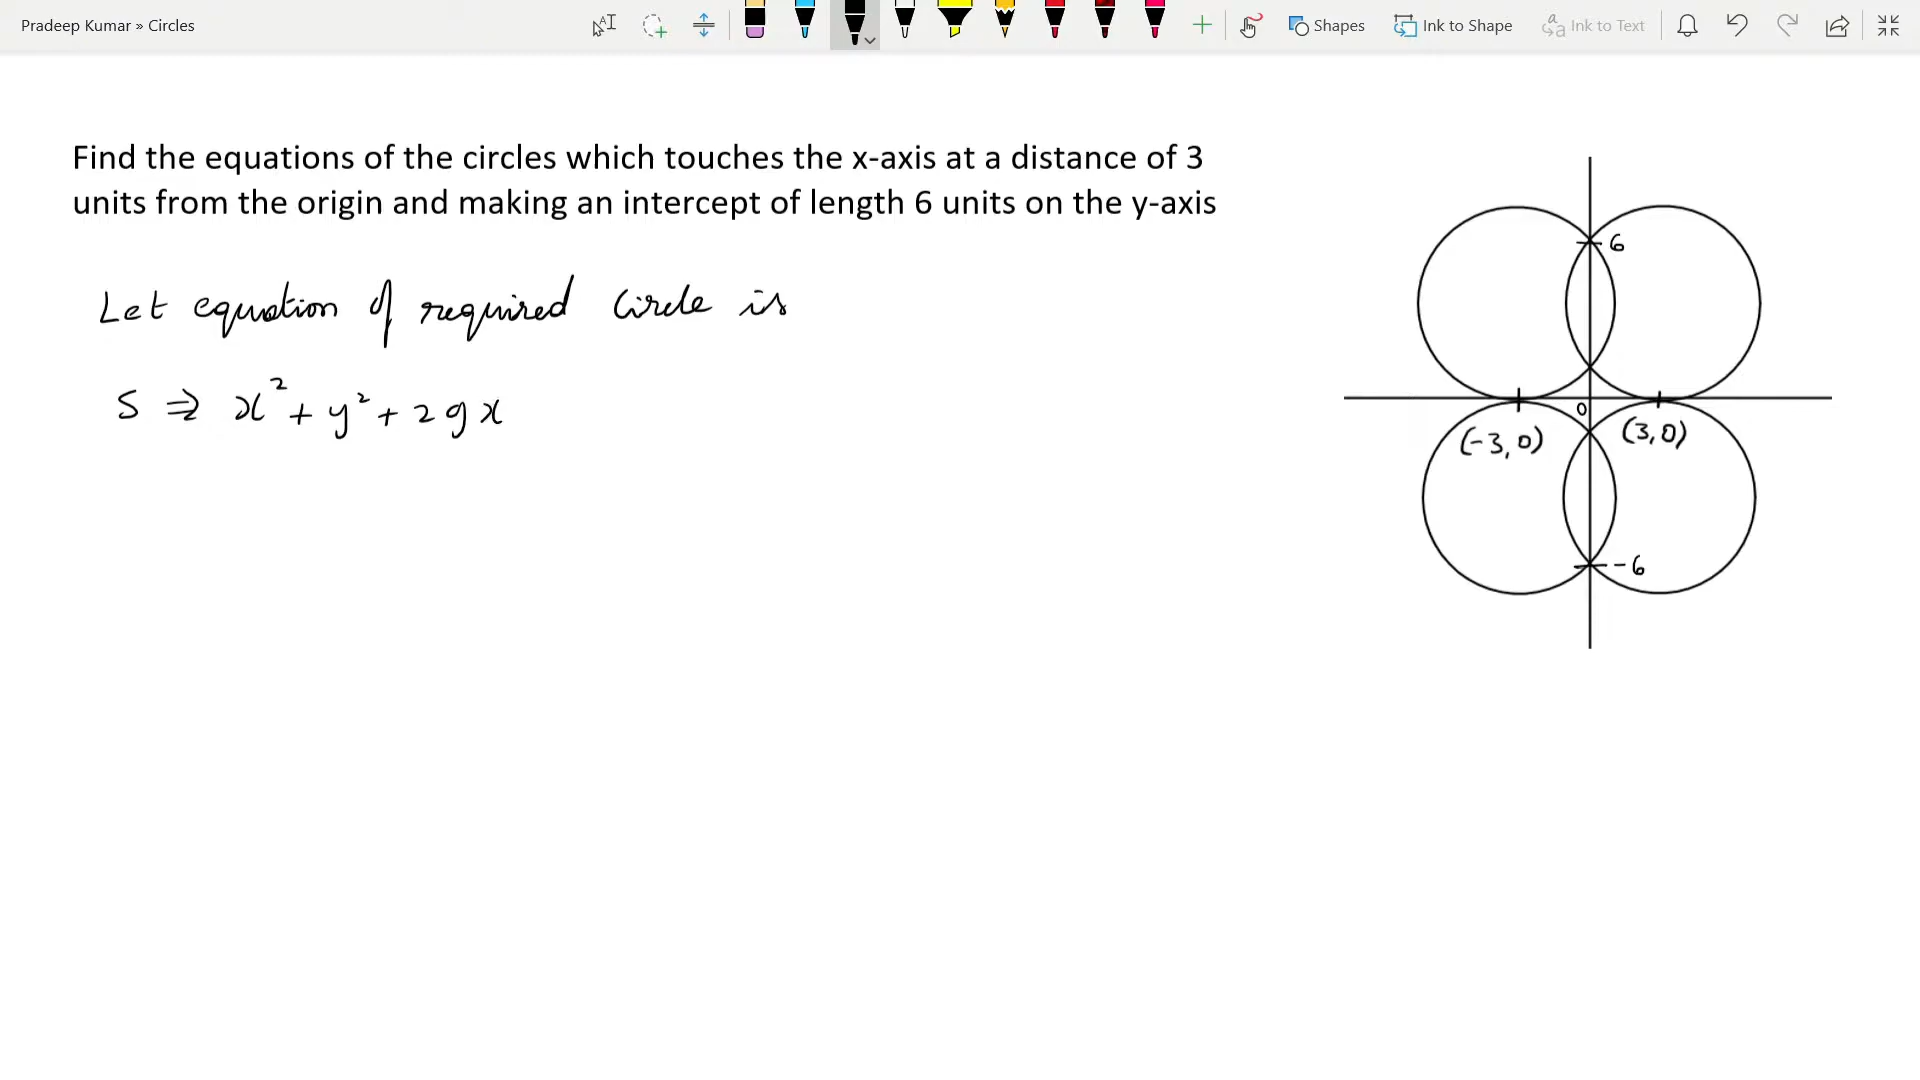 Pradeep Kumar » Circles
Shapes
Ink to Shape
Ink to Text
Find the equations of the circles which touches the x-axis at a distance of 3
units from the origin and making an intercept of length 6 units on the y-axis
Let equation of required Circle is
S ⇒ x² + y² + 2gx
6
0
(-3, 0)
(3, 0)
-6